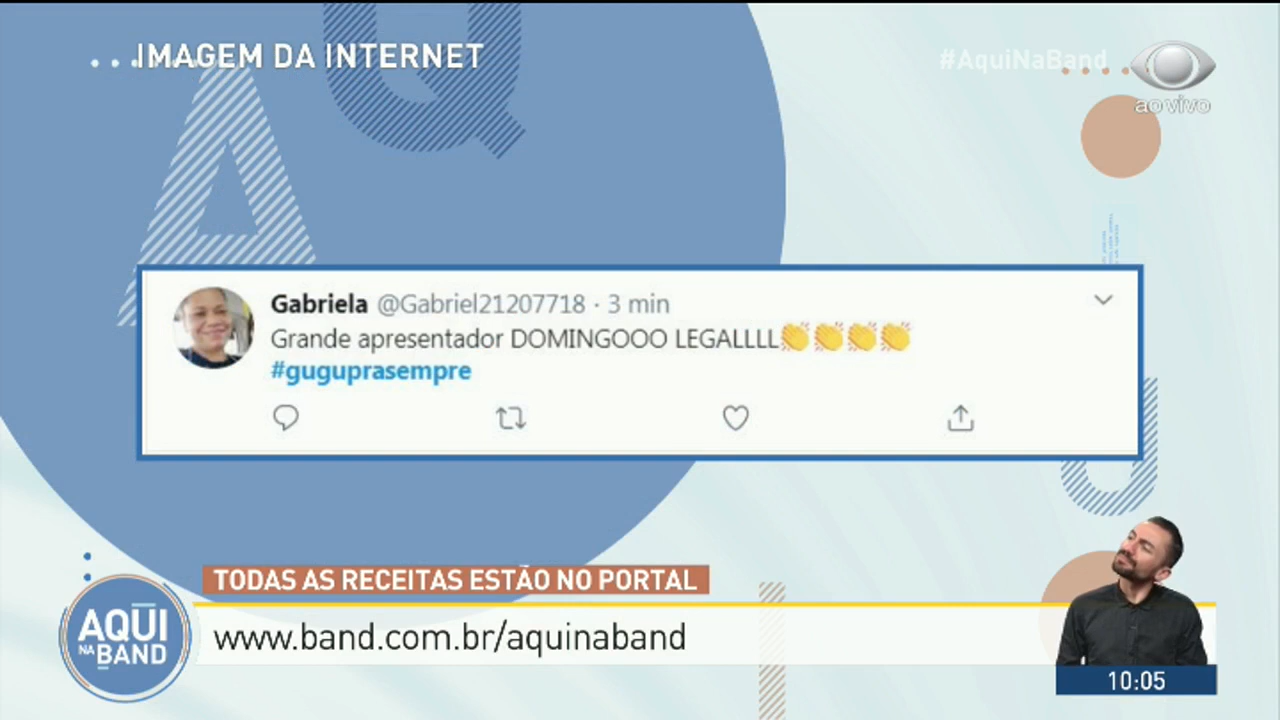 IMAGEM DA INTERNET
#AquiNaBand
ao vivo
Gabriela @Gabriel21207718 · 3 min
Grande apresentador DOMINGOOO LEGALLLL👏👏👏👏
#guguprasempre
TODAS AS RECEITAS ESTÃO NO PORTAL
www.band.com.br/aquinaband
AQUI
NA BAND
10:05